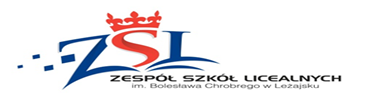 ZSL
ZESPÓŁ SZKÓŁ LICEALNYCH
im. Bolesława Chrobrego w Leżajsku